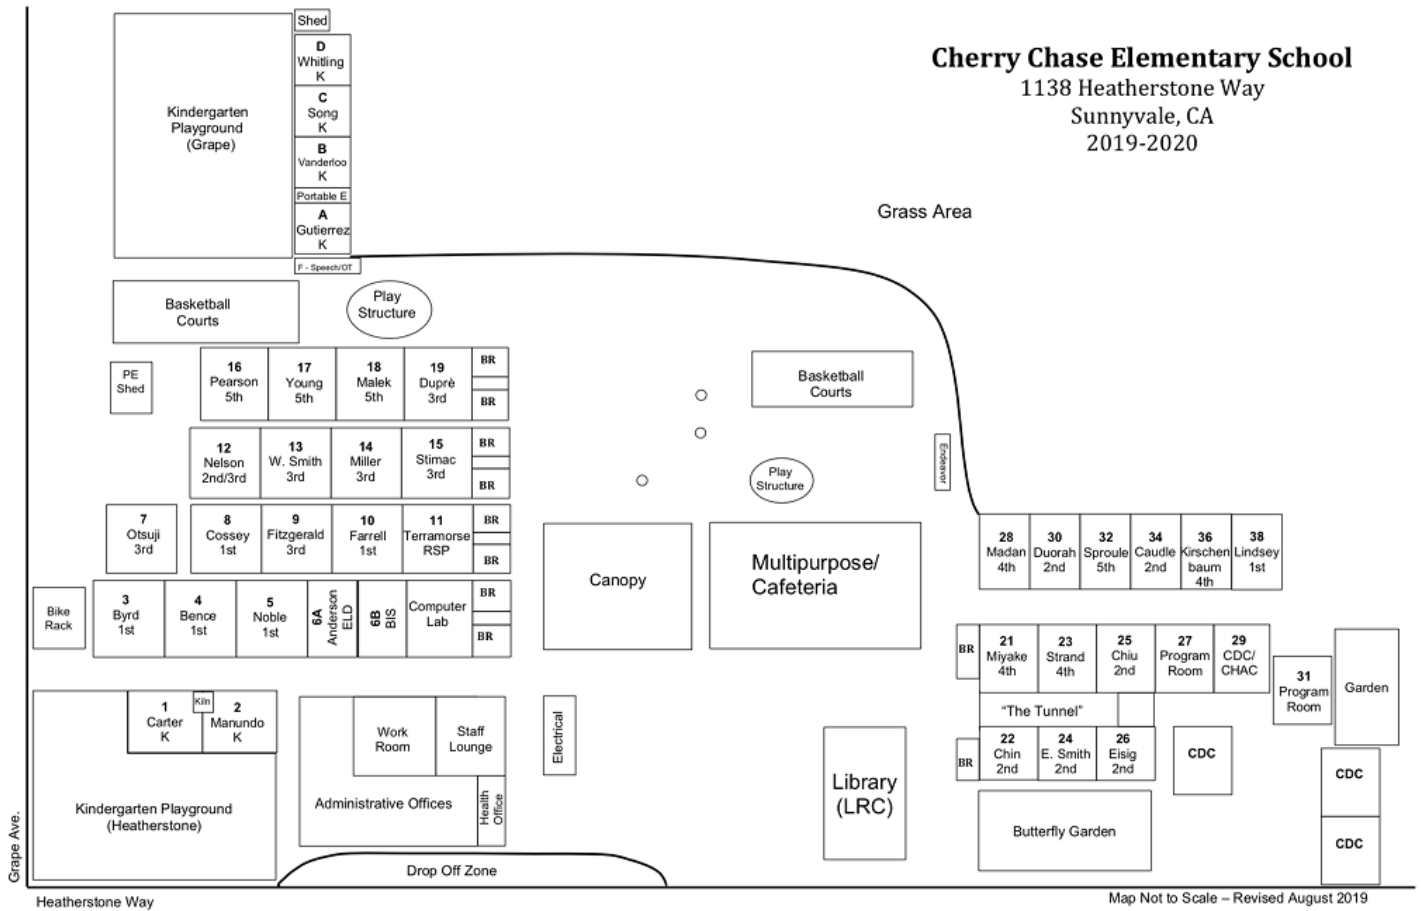 Cherry Chase Elementary School
1138 Heatherstone Way
Sunnyvale, CA
2019-2020
Shed
D
Whitling
K
C
Song
K
B
Vanderloo
K
Portable E
A
Gutierrez
K
F - Speech/OT
Kindergarten
Playground
(Grape)
Grass Area
Basketball
Courts
Play
Structure
PE
Shed
16
Pearson
5th
17
Young
5th
18
Malek
5th
19
Duprè
3rd
BR
BR
Basketball
Courts
12
Nelson
2nd/3rd
13
W. Smith
3rd
14
Miller
3rd
15
Stimac
3rd
BR
BR
Play
Structure
Endeavor
7
Otsuji
3rd
8
Cossey
1st
9
Fitzgerald
3rd
10
Farrell
1st
11
Terramorse
RSP
BR
BR
Canopy
Multipurpose/
Cafeteria
28
Madan
4th
30
Duorah
2nd
32
Sproule
5th
34
Caudle
2nd
36
Kirschen
baum
4th
38
Lindsey
1st
Bike
Rack
3
Byrd
1st
4
Bence
1st
5
Noble
1st
6A
Anderson
ELD
6B
BIS
Computer
Lab
BR
BR
BR
21
Miyake
4th
23
Strand
4th
25
Chiu
2nd
27
Program
Room
29
CDC/
CHAC
31
Program
Room
Garden
"The Tunnel"
1
Carter
K
Kiln
2
Manundo
K
Work
Room
Staff
Lounge
Electrical
BR
22
Chin
2nd
24
E. Smith
2nd
26
Eisig
2nd
CDC
CDC
CDC
Library
(LRC)
Kindergarten Playground
(Heatherstone)
Administrative Offices
Health
Office
Butterfly Garden
Drop Off Zone
Grape Ave.
Heatherstone Way
Map Not to Scale – Revised August 2019